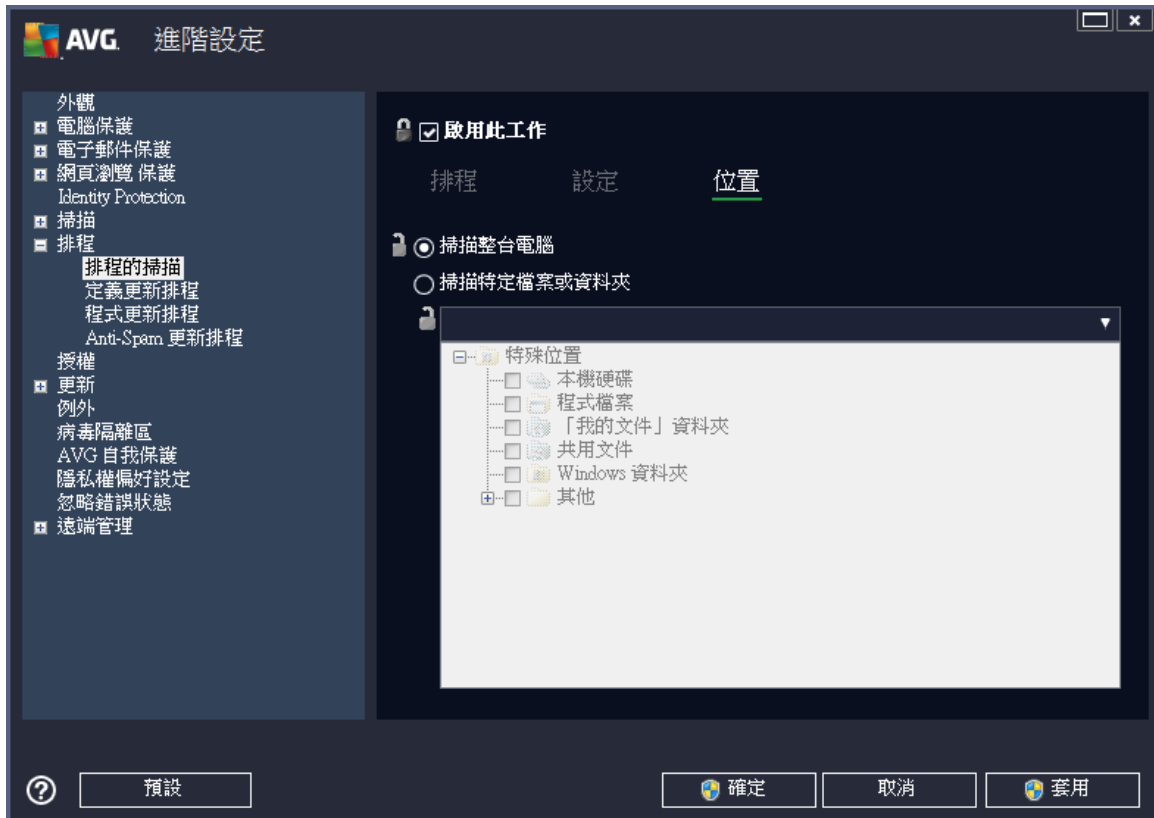 AVG. 進階設定
外觀
電腦保護
電子郵件保護
網頁瀏覽 保護
Identity Protection
掃描
排程
排程的掃描
定義更新排程
程式更新排程
Anti-Spam 更新排程
授權
更新
例外
病毒隔離區
AVG 自我保護
隱私權偏好設定
忽略錯誤狀態
遠端管理
啟用此工作
排程 設定 位置
掃描整台電腦
掃描特定檔案或資料夾
特殊位置
本機硬碟
程式檔案
「我的文件」資料夾
共用文件
Windows 資料夾
其他
預設 確定 取消 套用